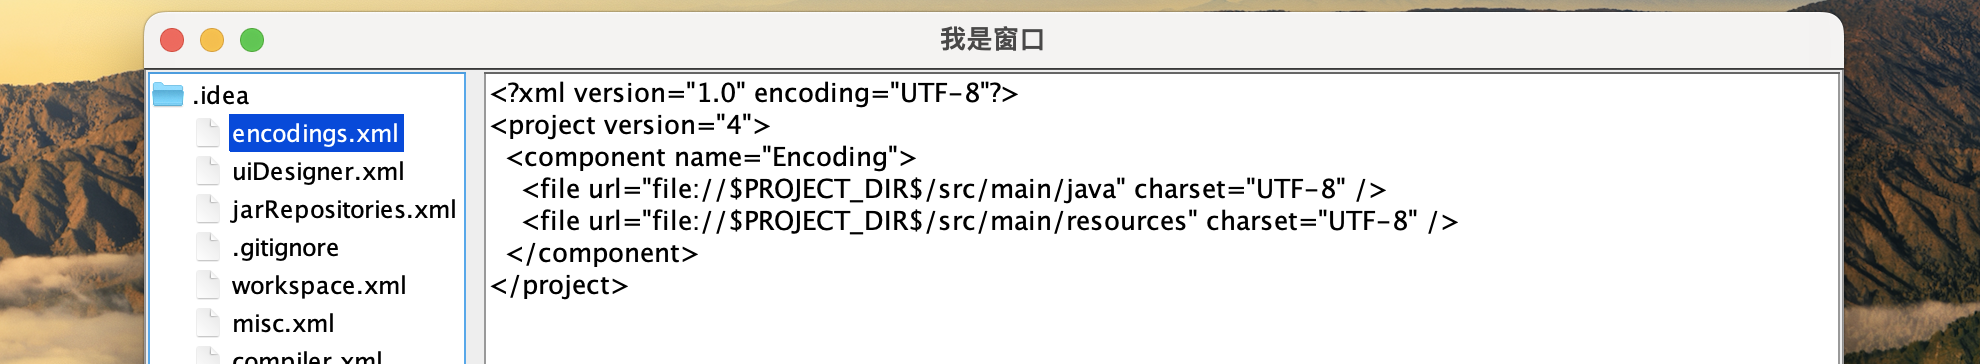 我是窗口
.idea
encodings.xml
uiDesigner.xml
jarRepositories.xml
.gitignore
workspace.xml
misc.xml
compiler.xml
<?xml version="1.0" encoding="UTF-8"?>
<project version="4">
  <component name="Encoding">
    <file url="file://$PROJECT_DIR$/src/main/java" charset="UTF-8" />
    <file url="file://$PROJECT_DIR$/src/main/resources" charset="UTF-8" />
  </component>
</project>